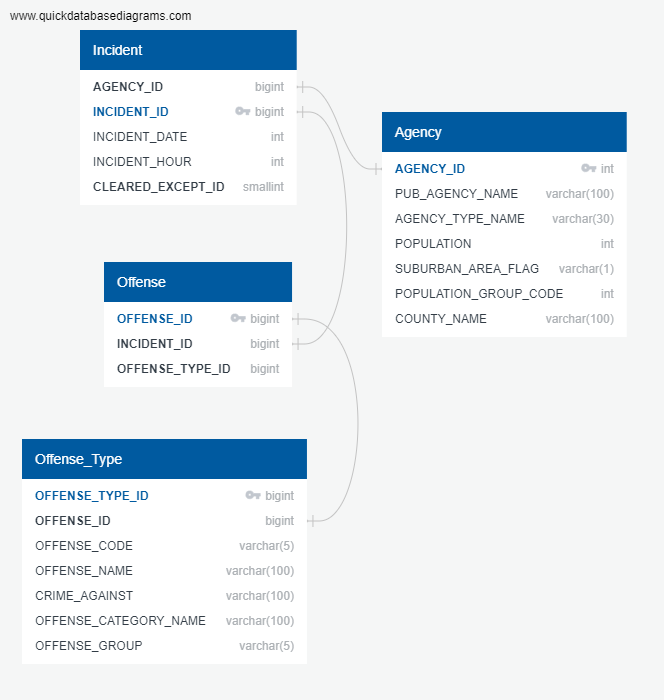 www.quickdatabasediagrams.com
Incident
AGENCY_ID bigint
INCIDENT_ID bigint
INCIDENT_DATE int
INCIDENT_HOUR int
CLEARED_EXCEPT_ID smallint
Agency
AGENCY_ID int
PUB_AGENCY_NAME varchar(100)
AGENCY_TYPE_NAME varchar(30)
POPULATION int
SUBURBAN_AREA_FLAG varchar(1)
POPULATION_GROUP_CODE int
COUNTY_NAME varchar(100)
Offense
OFFENSE_ID bigint
INCIDENT_ID bigint
OFFENSE_TYPE_ID bigint
Offense_Type
OFFENSE_TYPE_ID bigint
OFFENSE_ID bigint
OFFENSE_CODE varchar(5)
OFFENSE_NAME varchar(100)
CRIME_AGAINST varchar(100)
OFFENSE_CATEGORY_NAME varchar(100)
OFFENSE_GROUP varchar(5)